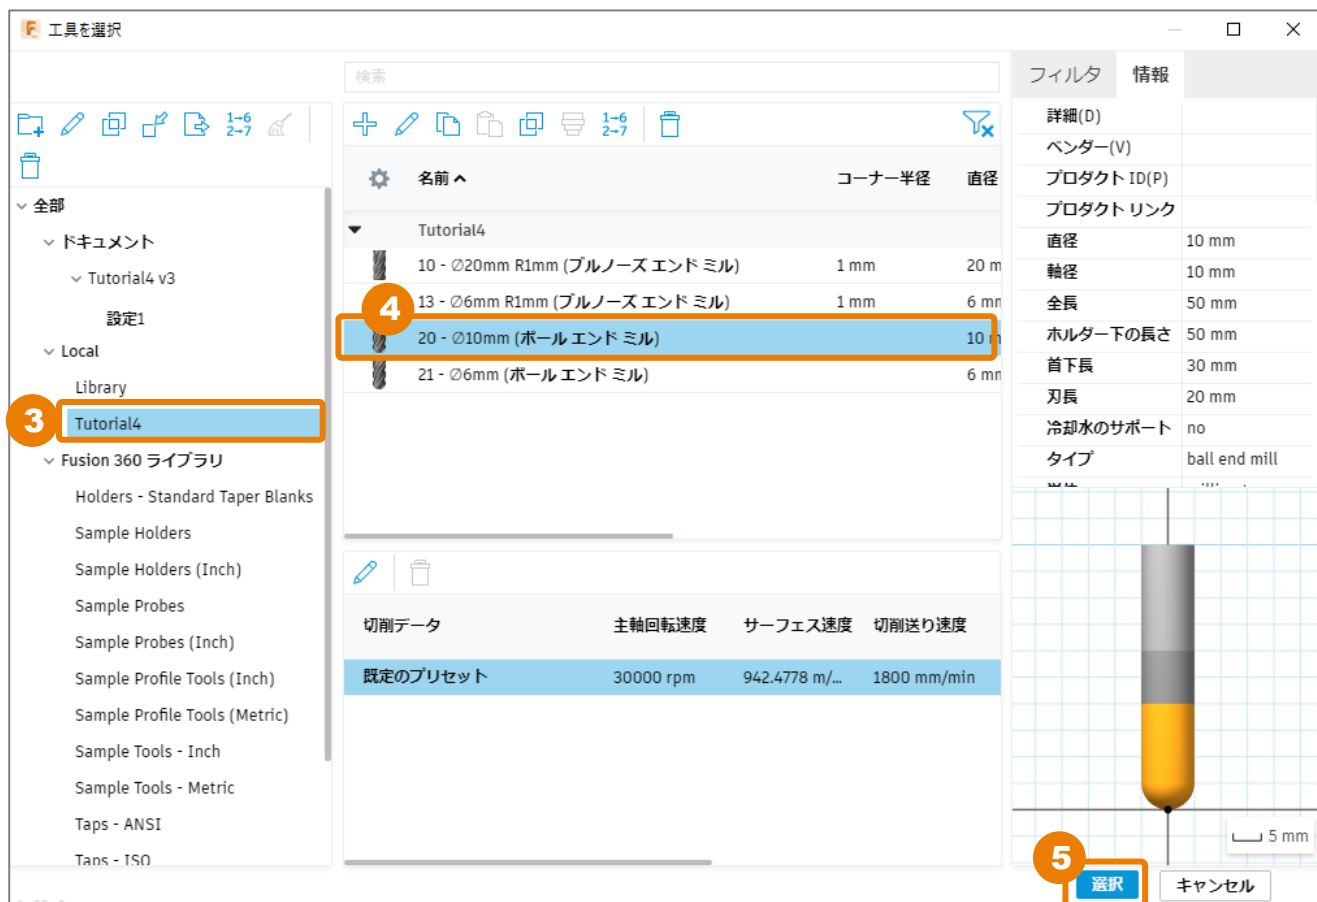 工具を選択
検索
フィルタ 情報
1→6
2→7
1→6
2→7
全部
ドキュメント
Tutorial4 v3
設定1
Local
Library
3
Tutorial4
Fusion 360 ライブラリ
Holders - Standard Taper Blanks
Sample Holders
Sample Holders (Inch)
Sample Probes
Sample Probes (Inch)
Sample Profile Tools (Inch)
Sample Profile Tools (Metric)
Sample Tools - Inch
Sample Tools - Metric
Taps - ANSI
Taps - ISO
名前 コーナー半径 直径
Tutorial4
10 - ∅20mm R1mm (ブルノーズ エンド ミル) 1 mm 20 m
13 - ∅6mm R1mm (ブルノーズ エンド ミル) 1 mm 6 mm
4
20 - ∅10mm (ボール エンド ミル) 10 m
21 - ∅6mm (ボール エンド ミル) 6 mm
切削データ 主軸回転速度 サーフェス速度 切削送り速度
既定のプリセット 30000 rpm 942.4778 m/... 1800 mm/min
詳細(D)
ベンダー(V)
プロダクト ID(P)
プロダクト リンク
直径 10 mm
軸径 10 mm
全長 50 mm
ホルダー下の長さ 50 mm
首下長 30 mm
刃長 20 mm
冷却水のサポート no
タイプ ball end mill
5 mm
5
選択 キャンセル